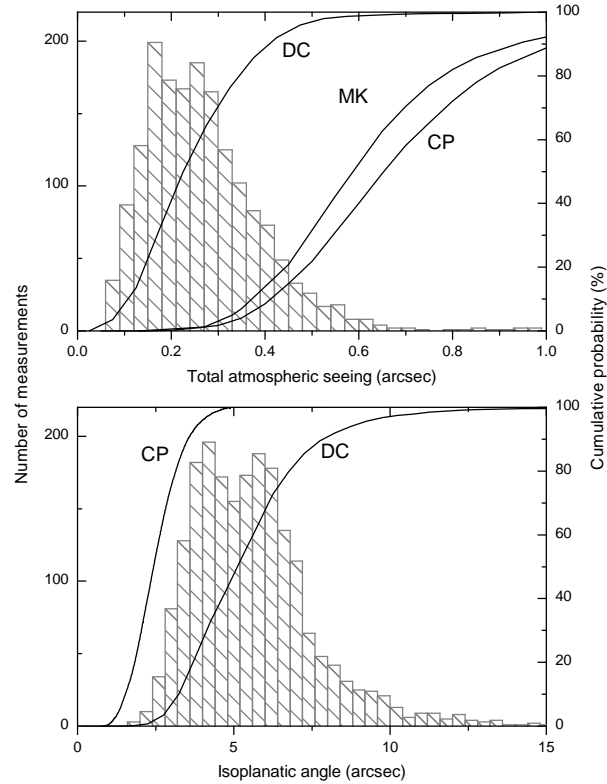 200
100
0
100
80
60
40
20
0
DC
MK
CP
0.0 0.2 0.4 0.6 0.8 1.0
Total atmospheric seeing (arcsec)
Number of measurements
Cumulative probability (%)
200
100
0
100
80
60
40
20
0
CP
DC
0 5 10 15
Isoplanatic angle (arcsec)